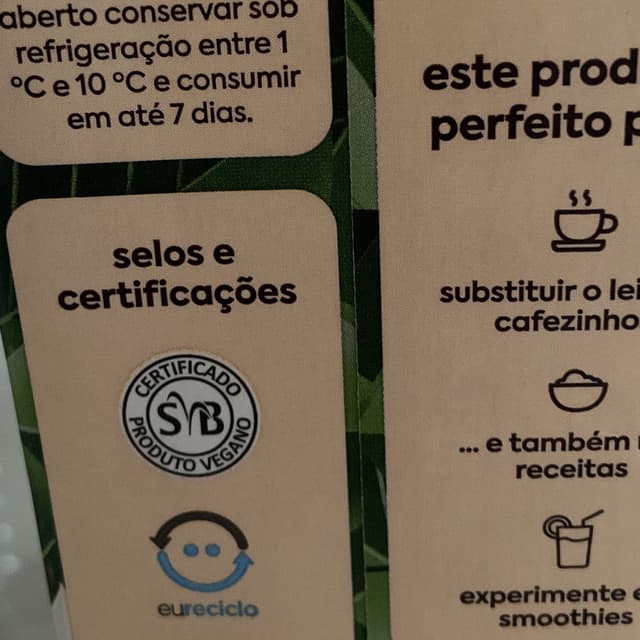 aberto conservar sob
refrigeração entre 1
°C e 10 °C e consumir
em até 7 dias.
selos e
certificações
CERTIFICADO
SVB
PRODUTO VEGANO
eureciclo
este prod
perfeito p
substituir o lei
cafezinho
... e também
receitas
experimente e
smoothies